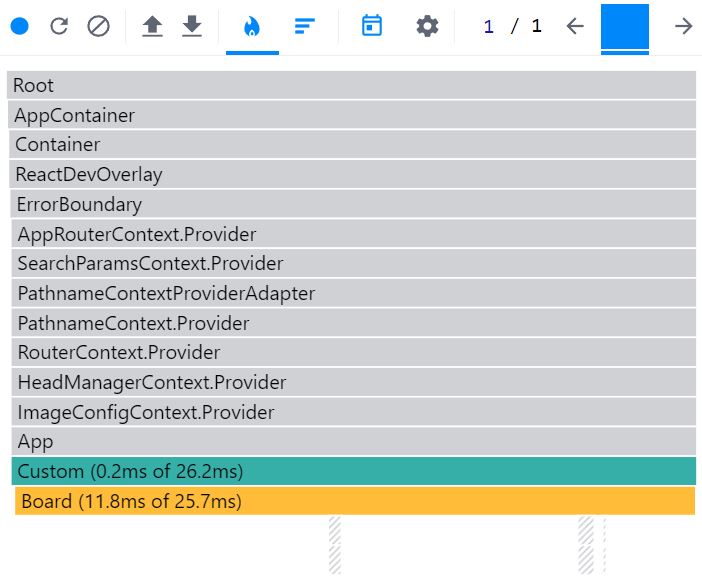 1 / 1
Root
AppContainer
Container
ReactDevOverlay
ErrorBoundary
AppRouterContext.Provider
SearchParamsContext.Provider
PathnameContextProviderAdapter
PathnameContext.Provider
RouterContext.Provider
HeadManagerContext.Provider
ImageConfigContext.Provider
App
Custom (0.2ms of 26.2ms)
Board (11.8ms of 25.7ms)